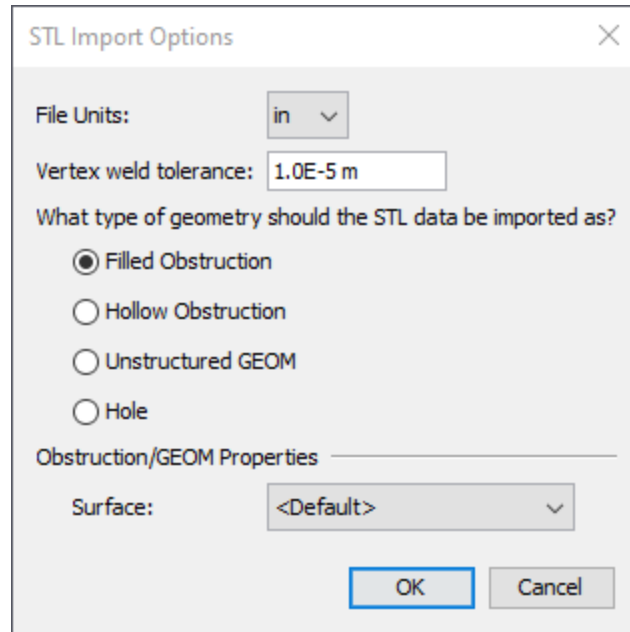 STL Import Options
File Units: in
Vertex weld tolerance: 1.0E-5 m
What type of geometry should the STL data be imported as?
Filled Obstruction
Hollow Obstruction
Unstructured GEOM
Hole
Obstruction/GEOM Properties
Surface: <Default>
OK Cancel